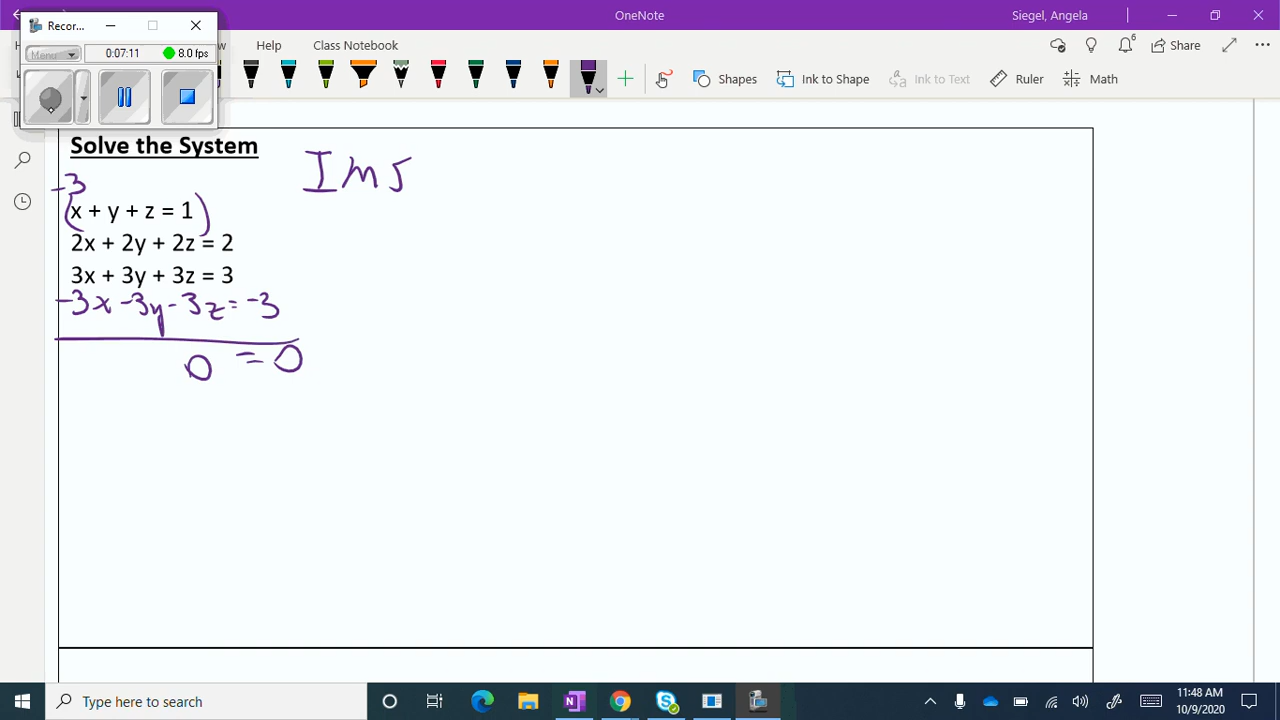 Recor...
OneNote
Siegel, Angela
Menu
0:07:11
8.0 fps
Help
Class Notebook
6
Share
Shapes
Ink to Shape
Ink to Text
Ruler
Math
Solve the System
IMS
-3
(x + y + z = 1)
2x + 2y + 2z = 2
3x + 3y + 3z = 3
-3x -3y - 3z = -3
0 = 0
Type here to search
11:48 AM
10/9/2020